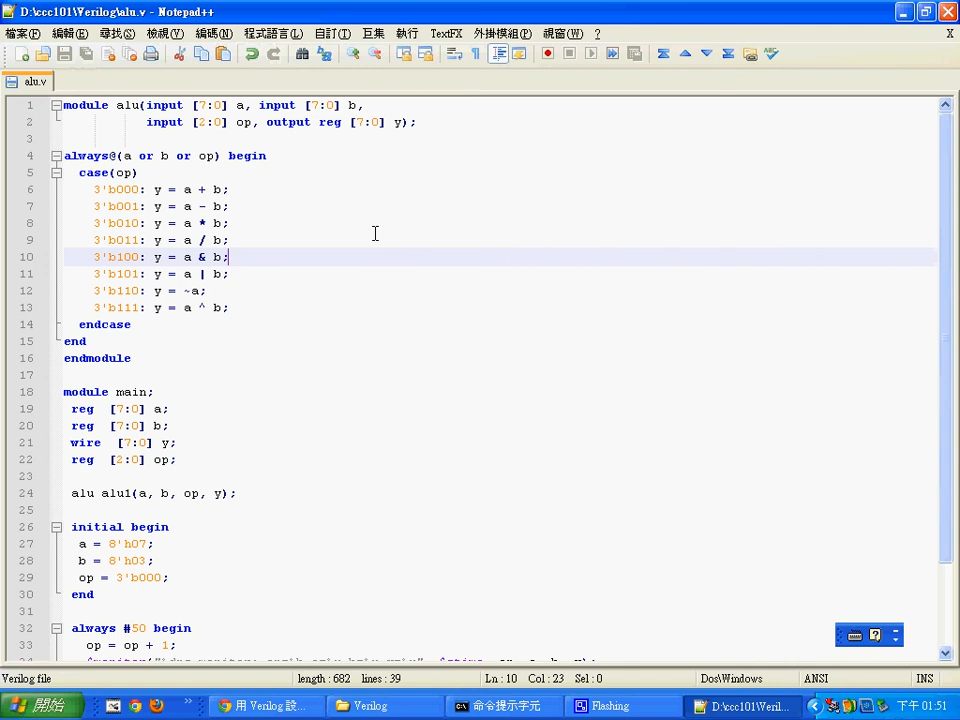 D:\ccc101\Verilog\alu.v - Notepad++
檔案(F) 編輯(E) 尋找(S) 檢視(V) 編碼(N) 程式語言(L) 自訂(T) 巨集 執行 TextFX 外掛模組(P) 視窗(W) ? X
alu.v
1 module alu(input [7:0] a, input [7:0] b,
2 input [2:0] op, output reg [7:0] y);
3
4 always@(a or b or op) begin
5 case(op)
6 3'b000: y = a + b;
7 3'b001: y = a - b;
8 3'b010: y = a * b;
9 3'b011: y = a / b;
10 3'b100: y = a & b;
11 3'b101: y = a | b;
12 3'b110: y = ~a;
13 3'b111: y = a ^ b;
14 endcase
15 end
16 endmodule
17
18 module main;
19 reg [7:0] a;
20 reg [7:0] b;
21 wire [7:0] y;
22 reg [2:0] op;
23
24 alu alu1(a, b, op, y);
25
26 initial begin
27 a = 8'h07;
28 b = 8'h03;
29 op = 3'b000;
30 end
31
32 always #50 begin
33 op = op + 1;
Verilog file length : 682 lines : 39 Ln : 10 Col : 23 Sel : 0 Dos\Windows ANSI INS
開始 用 Verilog 設... Verilog 命令提示字元 Flashing D:\ccc101\Veril... 下午 01:51